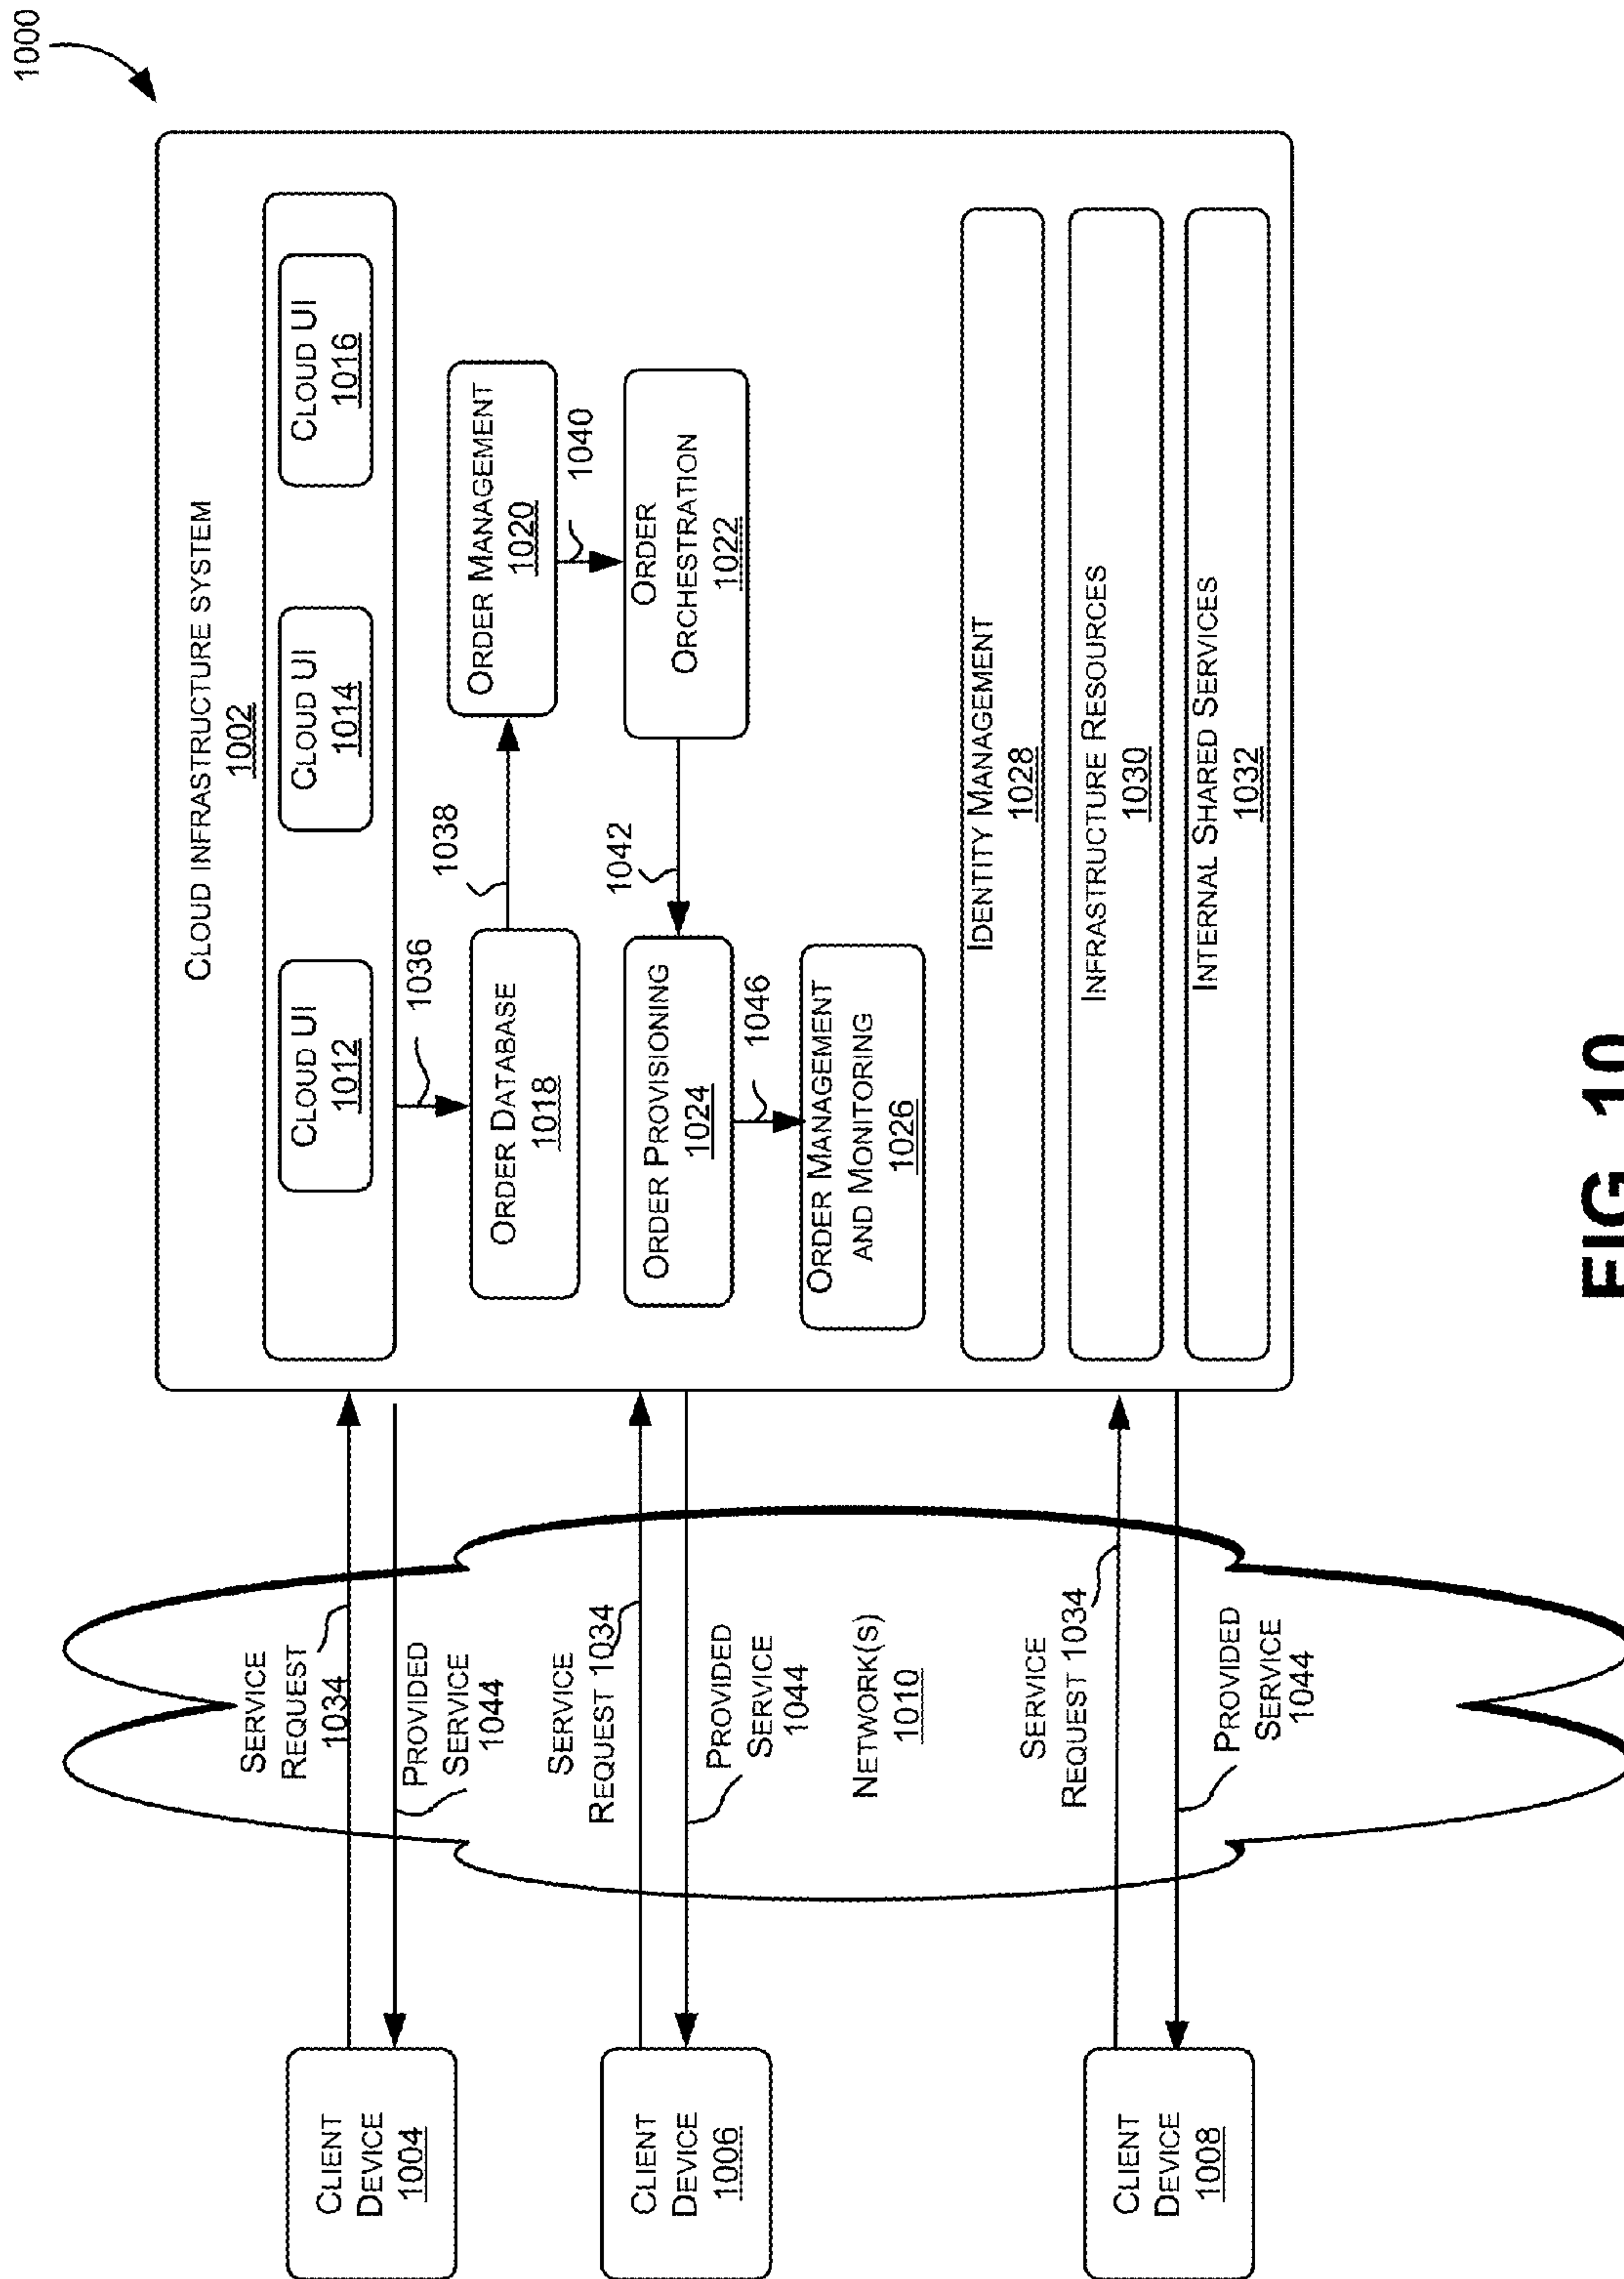 1000
CLOUD INFRASTRUCTURE SYSTEM
1002
CLOUD UI
1012
CLOUD UI
1014
CLOUD UI
1016
1036
ORDER DATABASE
1018
1038
ORDER MANAGEMENT
1020
1040
ORDER
ORCHESTRATION
1022
1042
ORDER PROVISIONING
1024
1046
ORDER MANAGEMENT
AND MONITORING
1026
IDENTITY MANAGEMENT
1028
INFRASTRUCTURE RESOURCES
1030
INTERNAL SHARED SERVICES
1032
SERVICE
REQUEST
1034
PROVIDED
SERVICE
1044
SERVICE
REQUEST 1034
PROVIDED
SERVICE
1044
NETWORK(S)
1010
SERVICE
REQUEST 1034
PROVIDED
SERVICE
1044
CLIENT
DEVICE
1004
CLIENT
DEVICE
1006
CLIENT
DEVICE
1008
FIG. 10